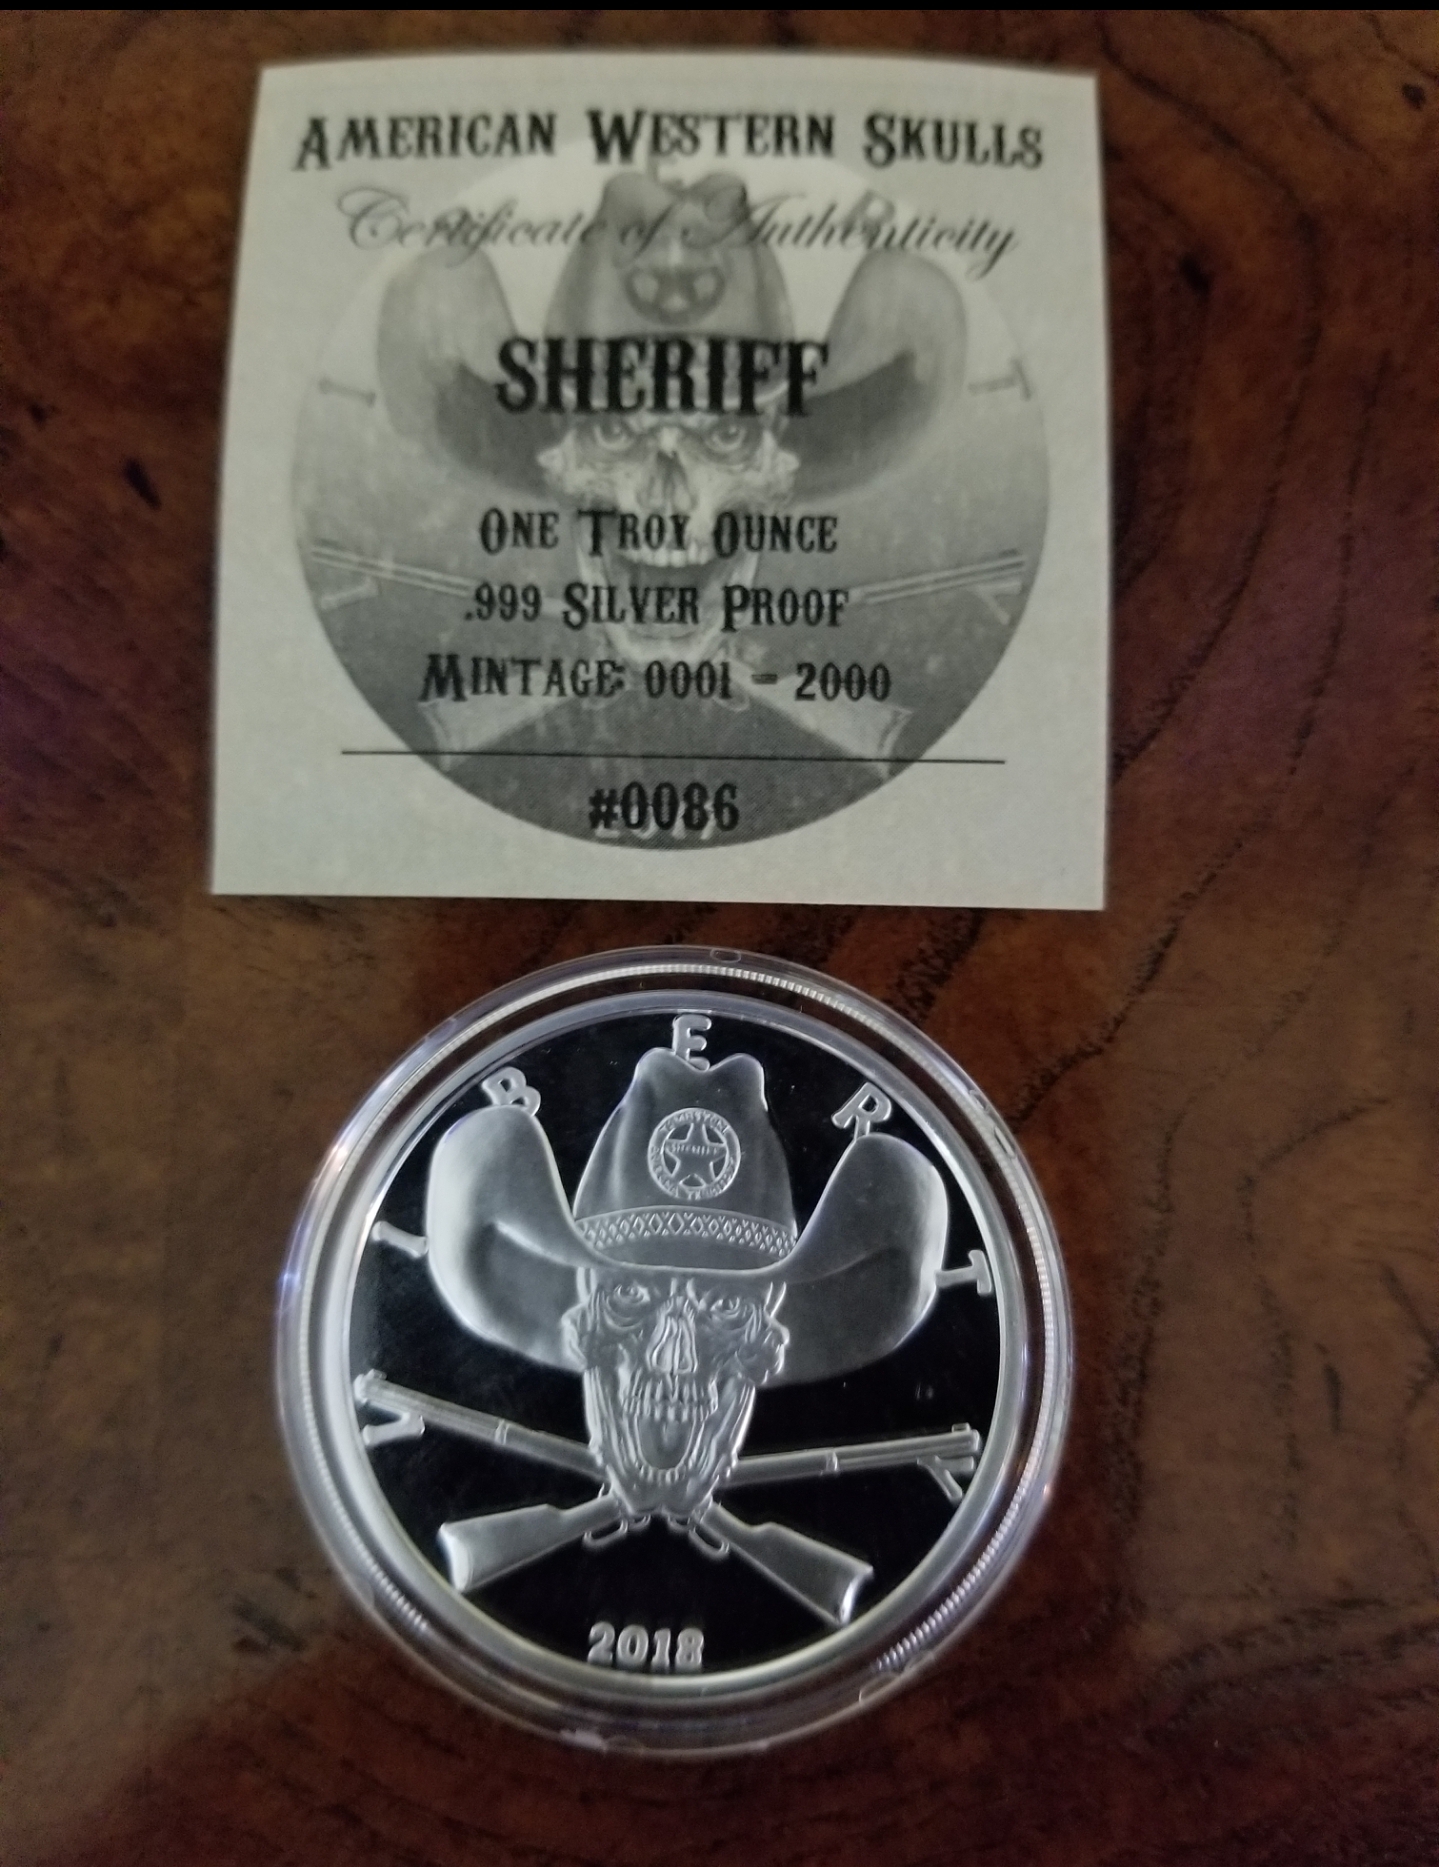 AMERICAN WESTERN SKULLS
Certificate of Authenticity
SHERIFF
ONE TROY OUNCE
.999 SILVER PROOF
MINTAGE: 0001 - 2000
#0086
LIBERTY
TOMBSTONE
SHERIFF
2018